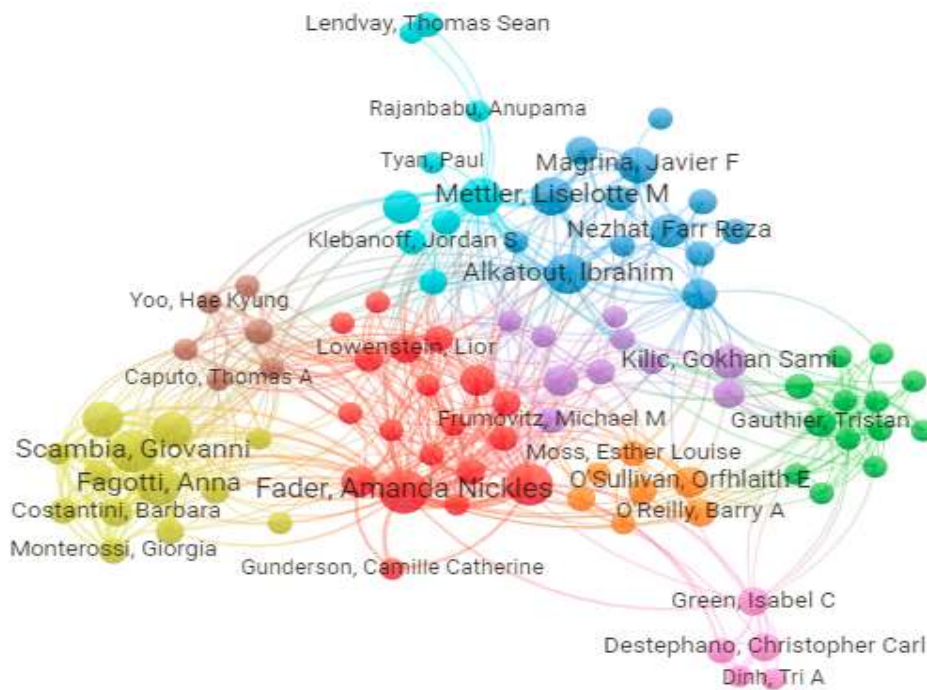 Lendvay, Thomas Sean
Rajanbabu, Anupama
Tyan, Paul
Magrina, Javier F
Mettler, Liselotte M
Nezhat, Farr Reza
Klebanoff, Jordan S
Alkatout, Ibrahim
Yoo, Hae Kyung
Lowenstein, Lior
Kilic, Gokhan Sami
Caputo, Thomas A
Frumovitz, Michael M
Gauthier, Tristan
Scambia, Giovanni
Moss, Esther Louise
Fagotti, Anna
Fader, Amanda Nickles
O'Sullivan, Orfhlaith E
Costantini, Barbara
O'Reilly, Barry A
Monterossi, Giorgia
Gunderson, Camille Catherine
Green, Isabel C
Destephano, Christopher Carl
Dinh, Tri A